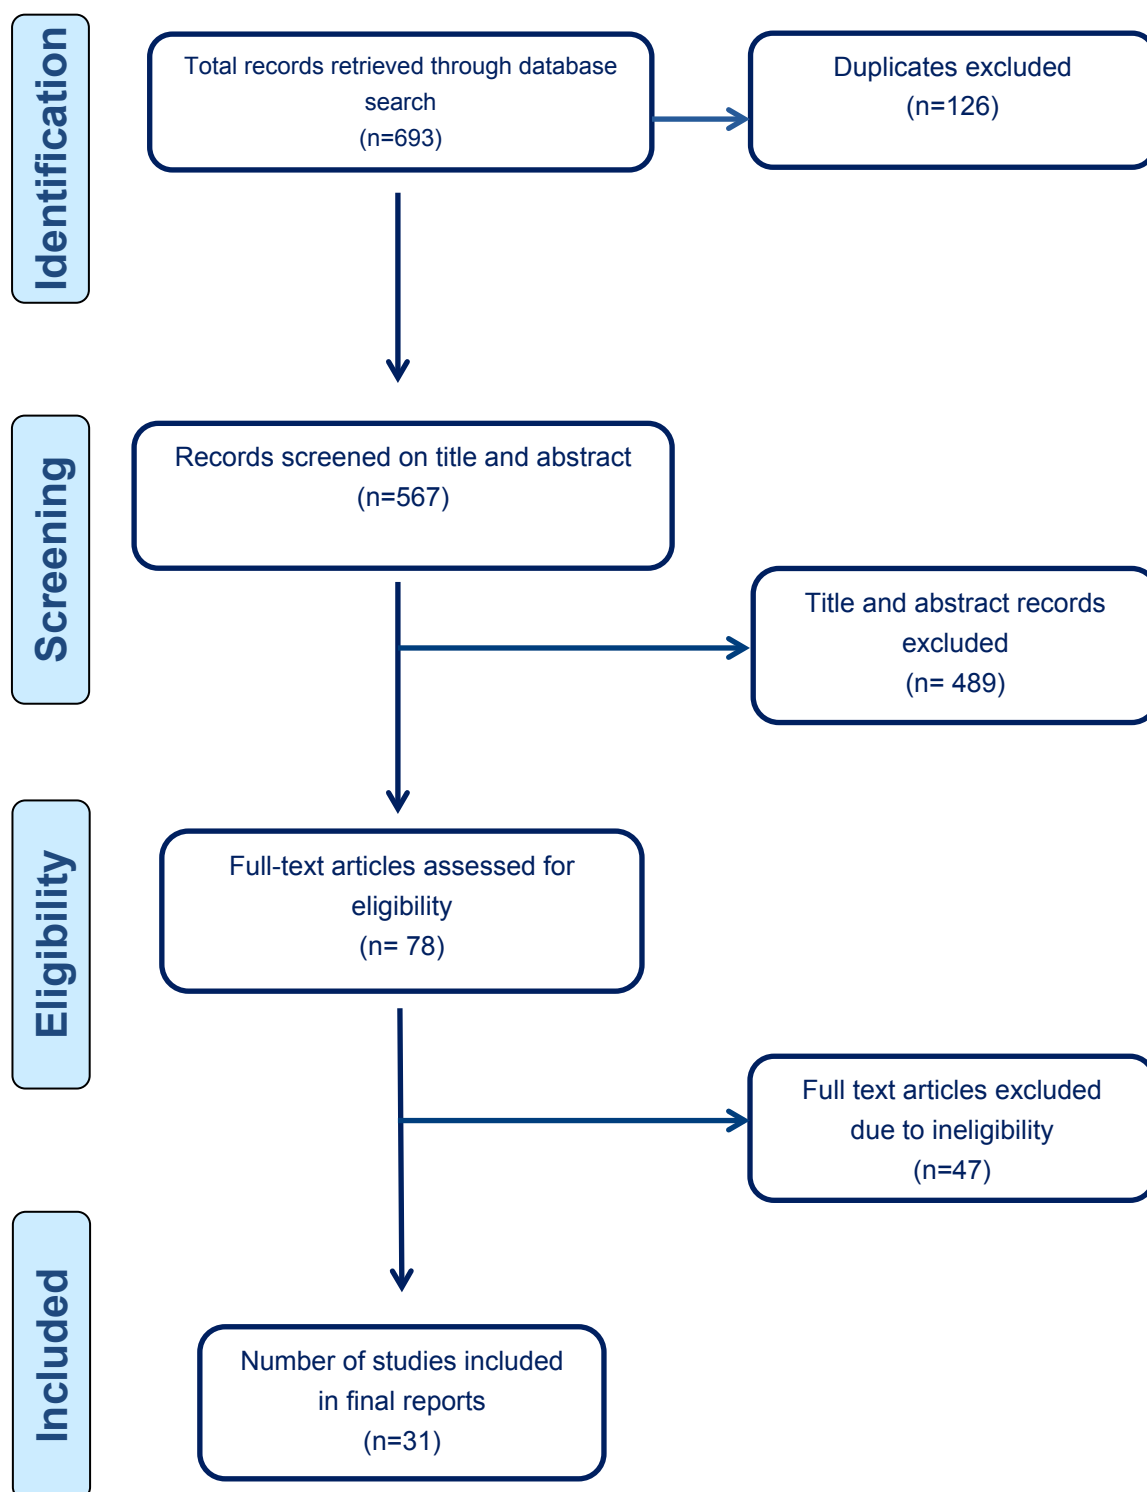 Identification
Total records retrieved through database
search
(n=693)
Duplicates excluded
(n=126)
Screening
Records screened on title and abstract
(n=567)
Title and abstract records
excluded
(n= 489)
Eligibility
Full-text articles assessed for
eligibility
(n= 78)
Full text articles excluded
due to ineligibility
(n=47)
Included
Number of studies included
in final reports
(n=31)